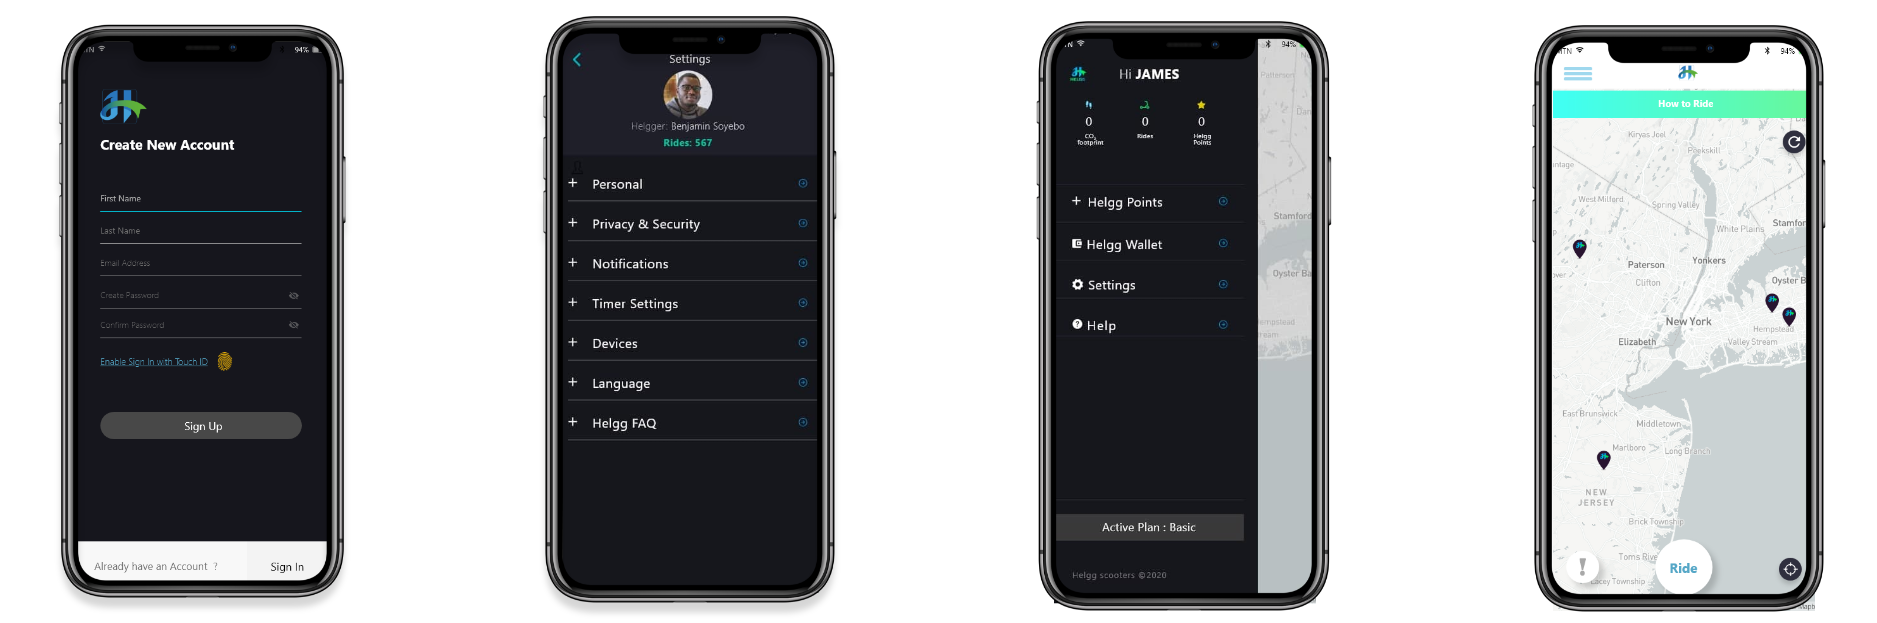 TN 94%
Create New Account
First Name
Last Name
Email Address
Create Password
Confirm Password
Enable Sign In with Touch ID
Sign Up
Already have an Account ?
Sign In
Settings
Helgger: Benjamin Soyebo
Rides: 567
+ Personal
+ Privacy & Security
+ Notifications
+ Timer Settings
+ Devices
+ Language
+ Helgg FAQ
94%
Hi JAMES
0 0 0
CO2 footprint
Rides
Helgg Points
+ Helgg Points
Helgg Wallet
Settings
Help
Active Plan : Basic
Helgg scooters ©2020
Stamford
Oyster Ba
MTN 94%
How to Ride
Kiryas Joel
Peekskill
West Milford
Spring Valley
Stamfor
White Plains
Paterson
Yonkers
Clifton
Oyster B
New York
Hempstead
Elizabeth
Valley Stream
East Brunswick
Middletown
Marlboro
Long Branch
NEW
JERSEY
Brick Township
Toms Rive
Lacey Township
!
Ride